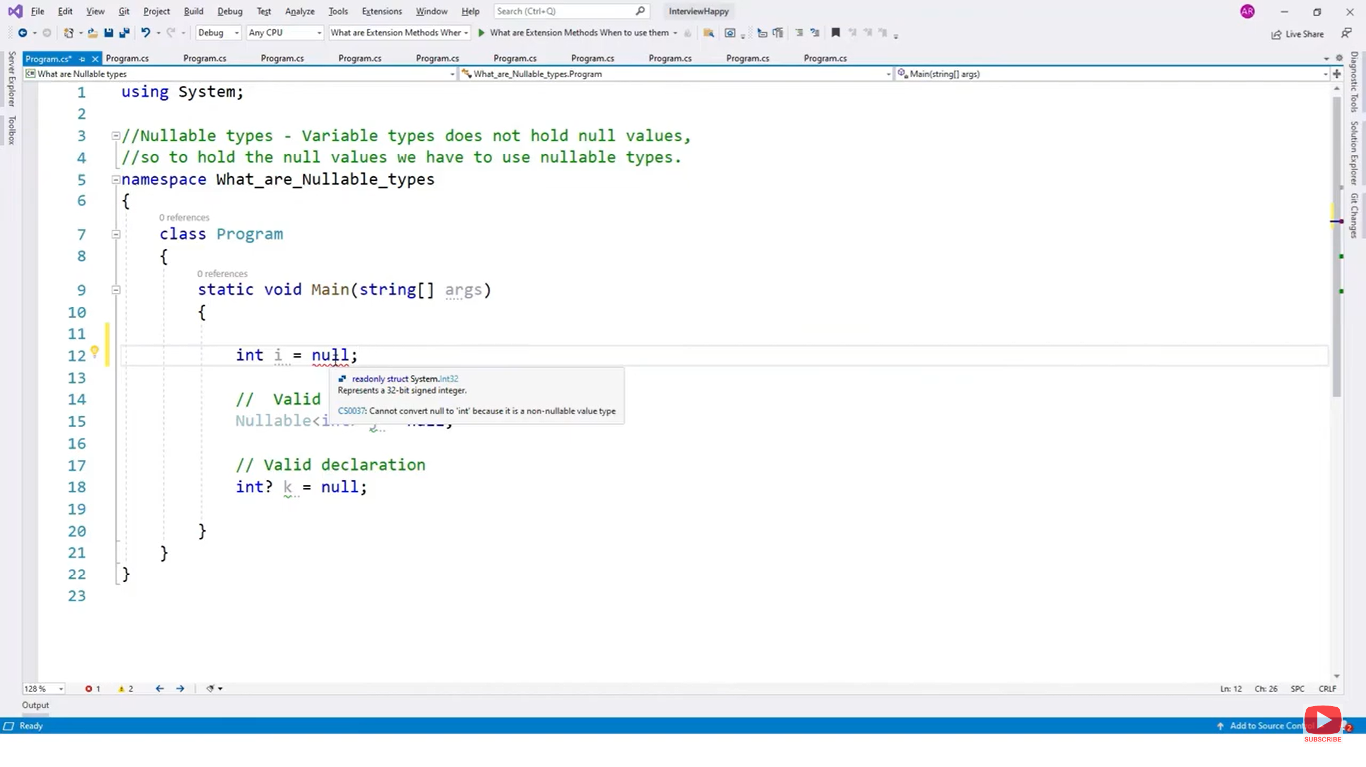 File Edit View Git Project Build Debug Test Analyze Tools Extensions Window Help Search (Ctrl+Q) InterviewHappy AR
Debug Any CPU What are Extension Methods Wher What are Extension Methods When to use them Live Share
Program.cs* Program.cs Program.cs Program.cs Program.cs Program.cs Program.cs Program.cs Program.cs Program.cs Program.cs
What are Nullable types What_are_Nullable_types.Program Main(string[] args)
Server Explorer
Toolbox
Diagnostic Tools
Solution Explorer
Git Changes
1 using System;
2
3 //Nullable types - Variable types does not hold null values,
4 //so to hold the null values we have to use nullable types.
5 namespace What_are_Nullable_types
6 {
0 references
7 class Program
8 {
0 references
9 static void Main(string[] args)
10 {
11
12 int i = null;
readonly struct System.Int32
Represents a 32-bit signed integer.
CS0037: Cannot convert null to 'int' because it is a non-nullable value type
13
14 // Valid
15 Nullable<int>
16
17 // Valid declaration
18 int? k = null;
19
20 }
21 }
22 }
23
128 % 1 2 Ln: 12 Ch: 26 SPC CRLF
Output
Ready Add to Source Control 2
SUBSCRIBE